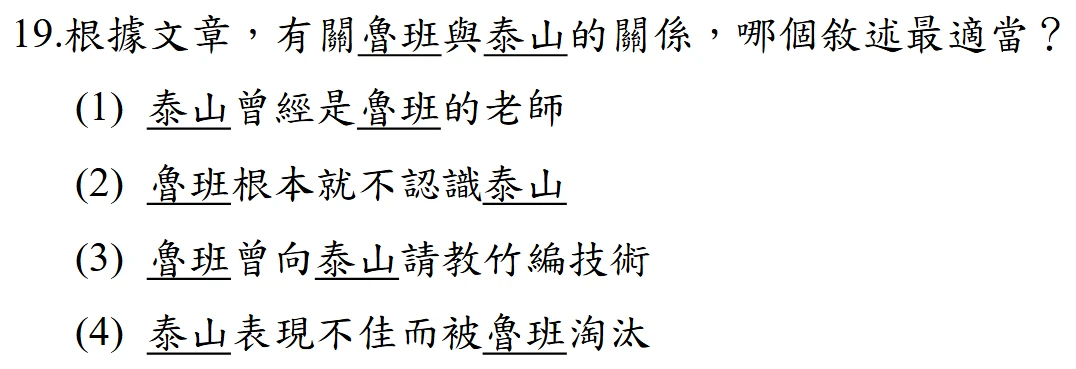 19.根據文章，有關魯班與泰山的關係，哪個敘述最適當？
(1) 泰山曾經是魯班的老師
(2) 魯班根本就不認識泰山
(3) 魯班曾向泰山請教竹編技術
(4) 泰山表現不佳而被魯班淘汰